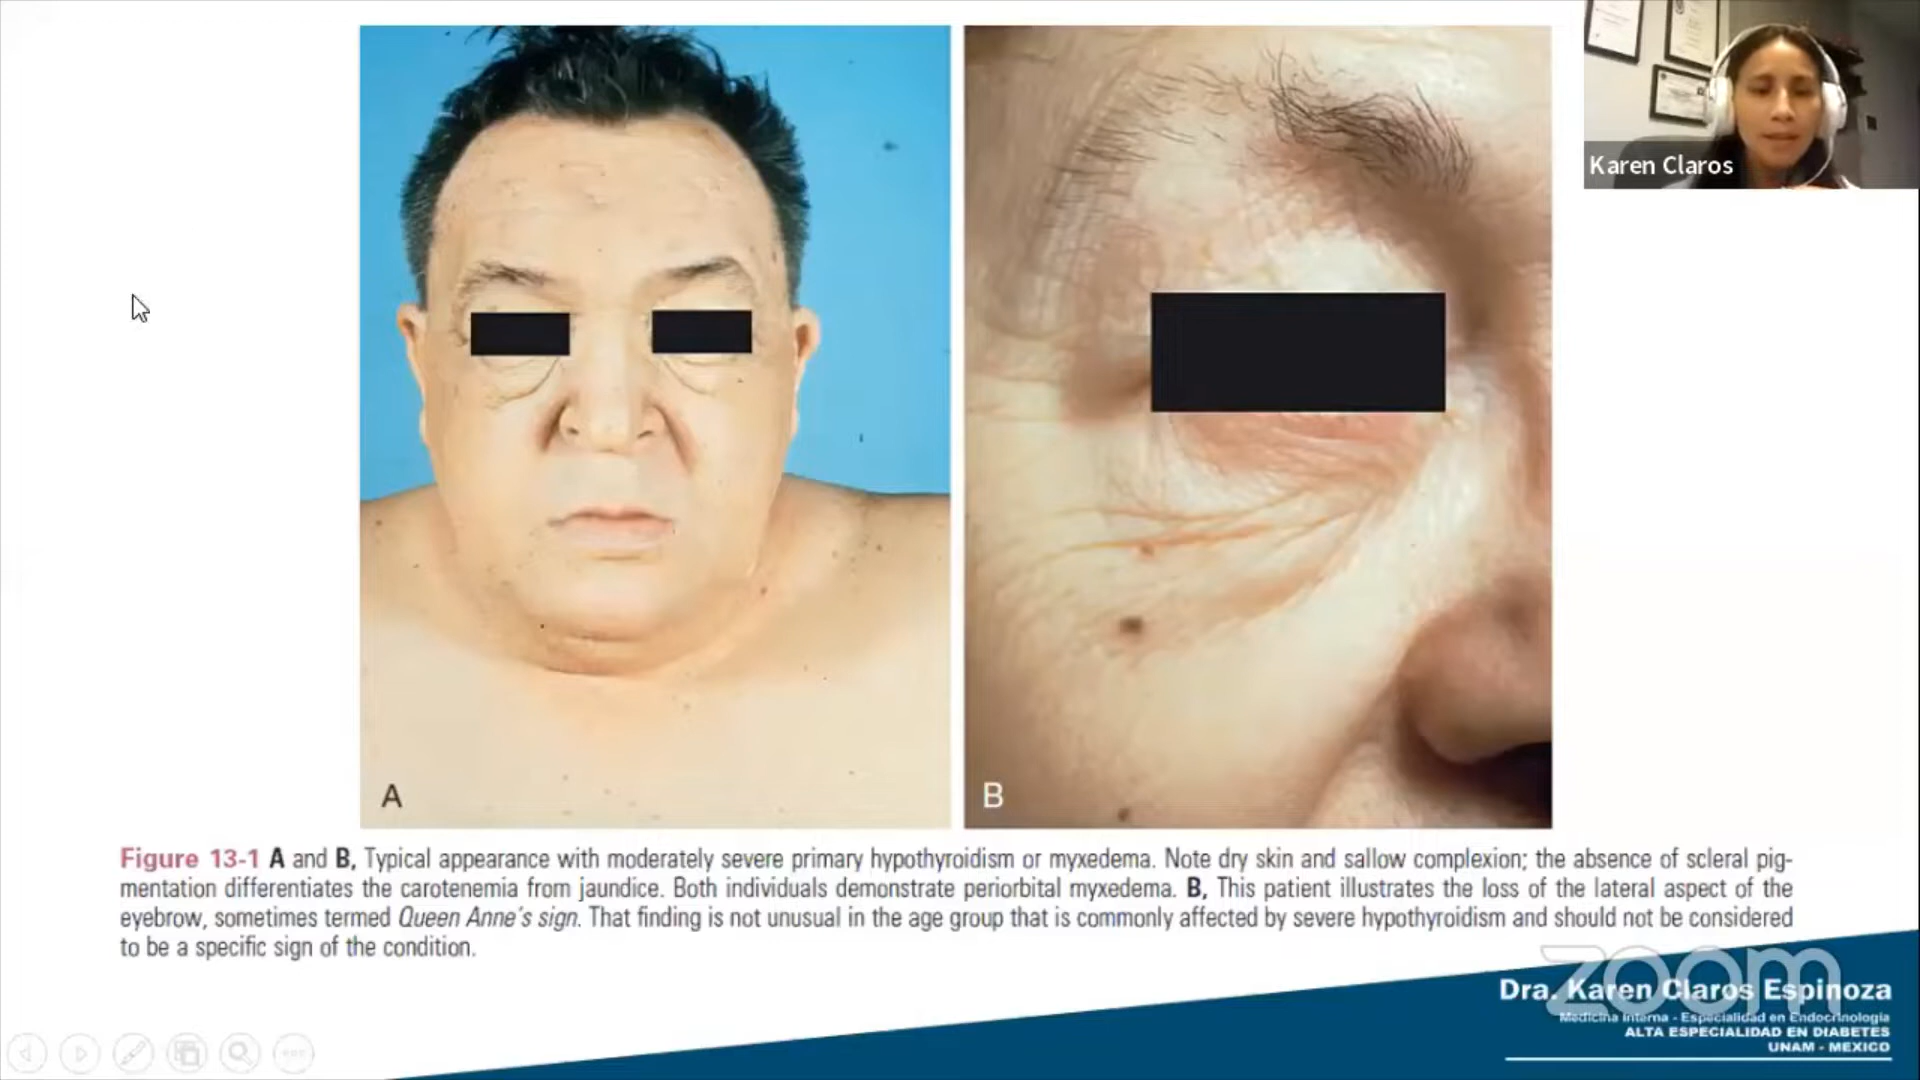 Karen Claros
A
B
Figure 13-1 A and B, Typical appearance with moderately severe primary hypothyroidism or myxedema. Note dry skin and sallow complexion; the absence of scleral pig-
mentation differentiates the carotenemia from jaundice. Both individuals demonstrate periorbital myxedema. B, This patient illustrates the loss of the lateral aspect of the
eyebrow, sometimes termed Queen Anne's sign. That finding is not unusual in the age group that is commonly affected by severe hypothyroidism and should not be considered
to be a specific sign of the condition.
zoom
Dra. Karen Claros Espinoza
Medicina Interna - Especialidad en Endocrinología
ALTA ESPECIALIDAD EN DIABETES
UNAM - MEXICO